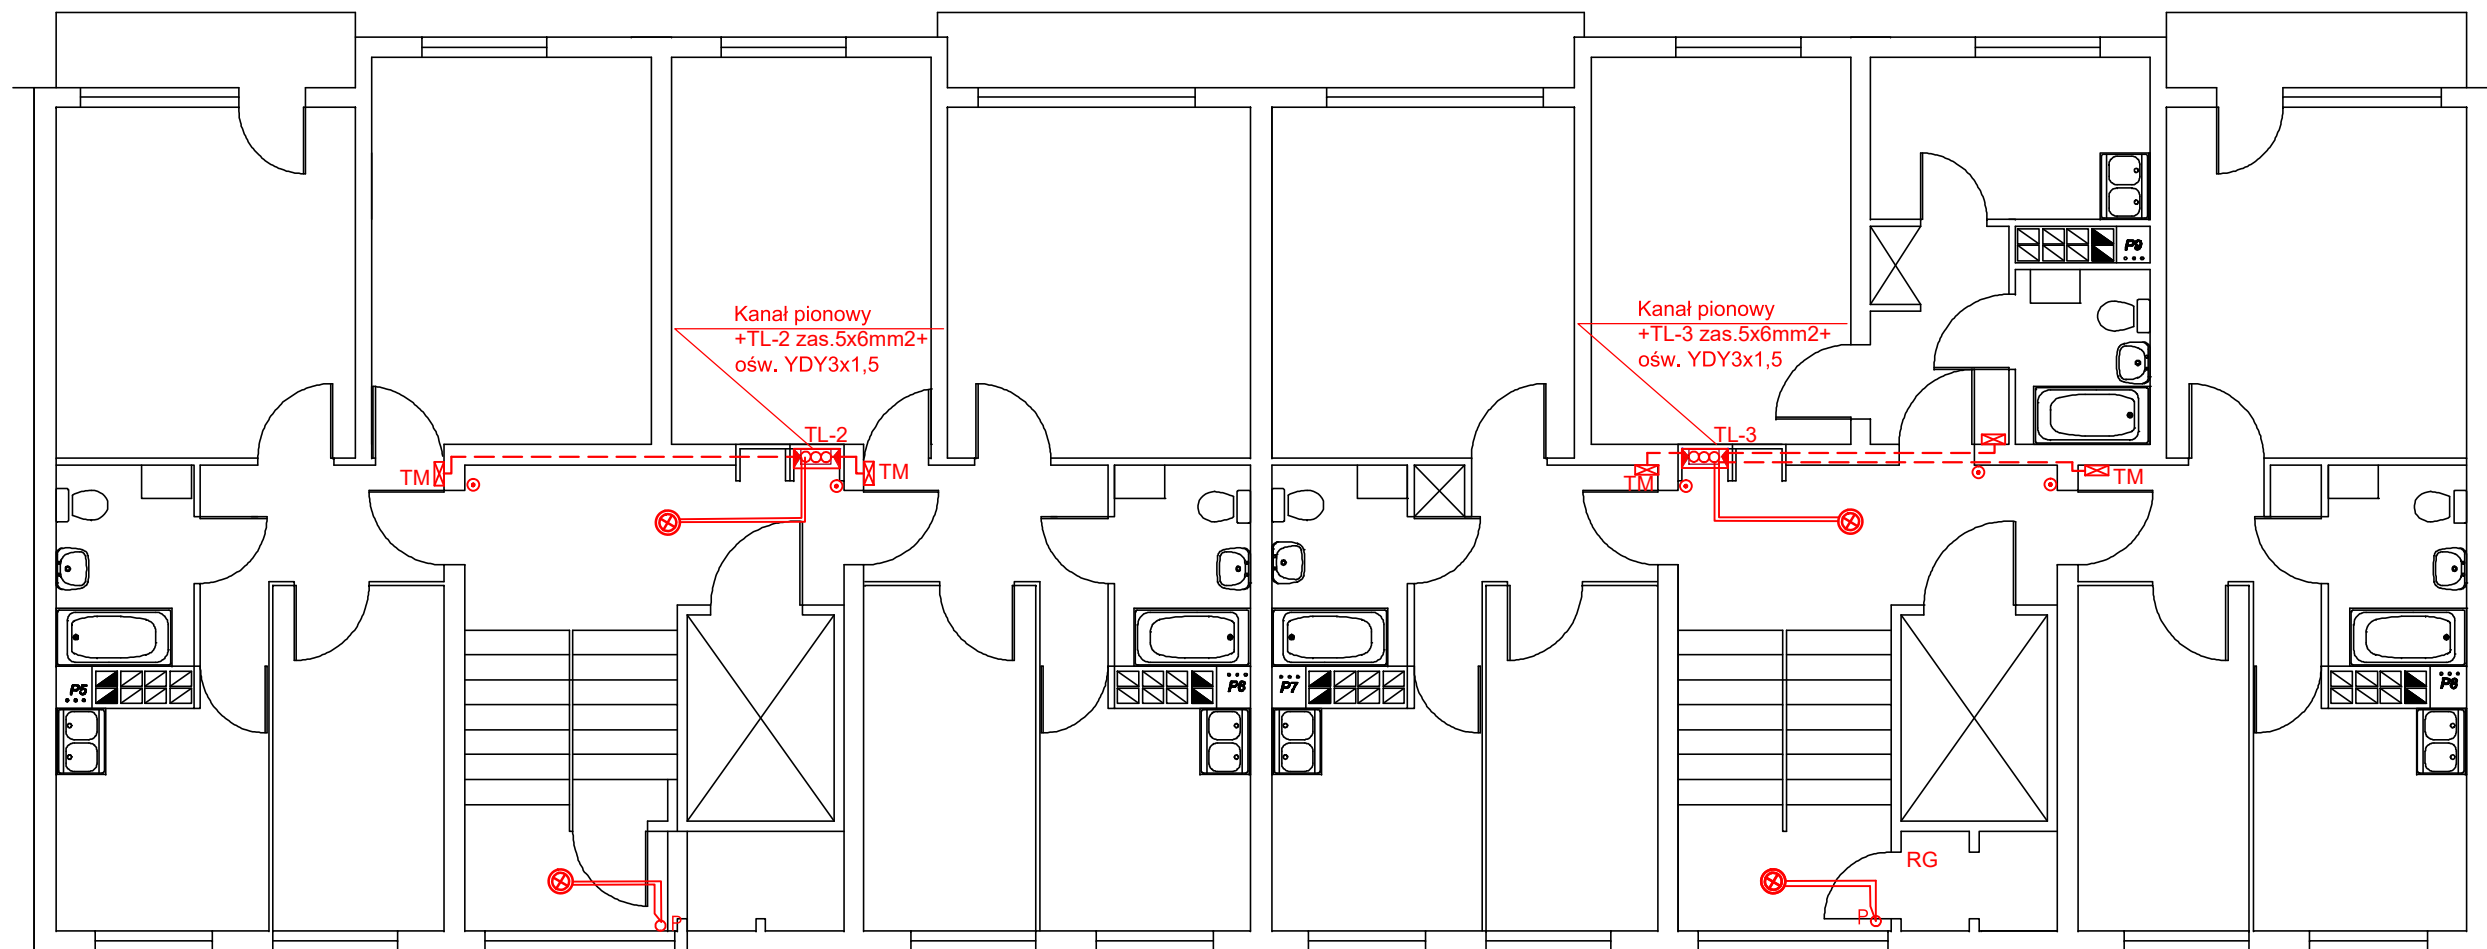 Kanał pionowy
+TL-2 zas.5x6mm2+
ośw. YDY3x1,5
Kanał pionowy
+TL-3 zas.5x6mm2+
ośw. YDY3x1,5
P9
TL-2
TL-3
TM
TM
TM
TM
P5
P6
P7
P8
RG
P
P